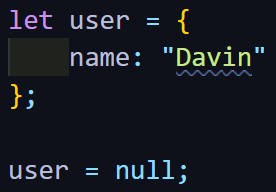 let user = {
    name: "Davin"
};

user = null;